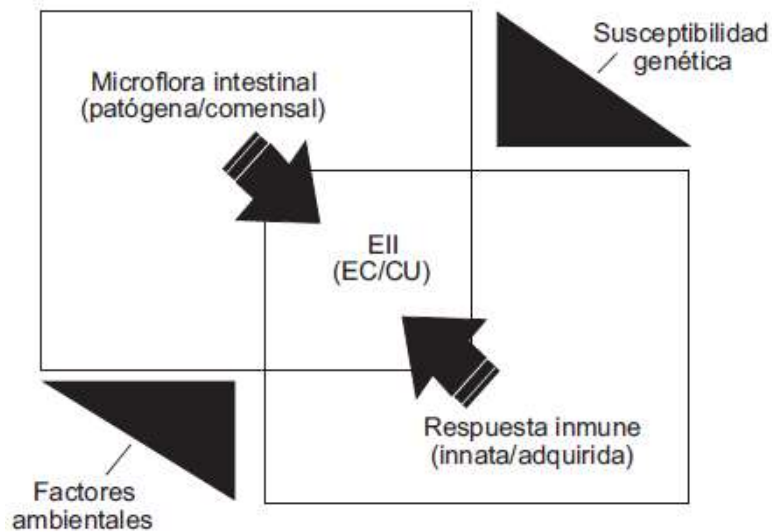 Susceptibilidad
genética
Microflora intestinal
(patógena/comensal)
EII
(EC/CU)
Respuesta inmune
(innata/adquirida)
Factores
ambientales